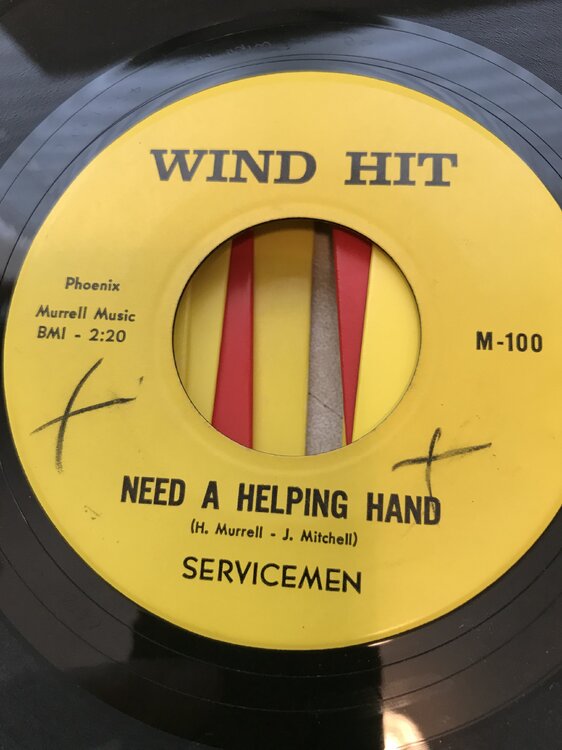 WIND HIT
Phoenix
Murrell Music
BMI - 2:20
M-100
NEED A HELPING HAND
(H. Murrell - J. Mitchell)
SERVICEMEN